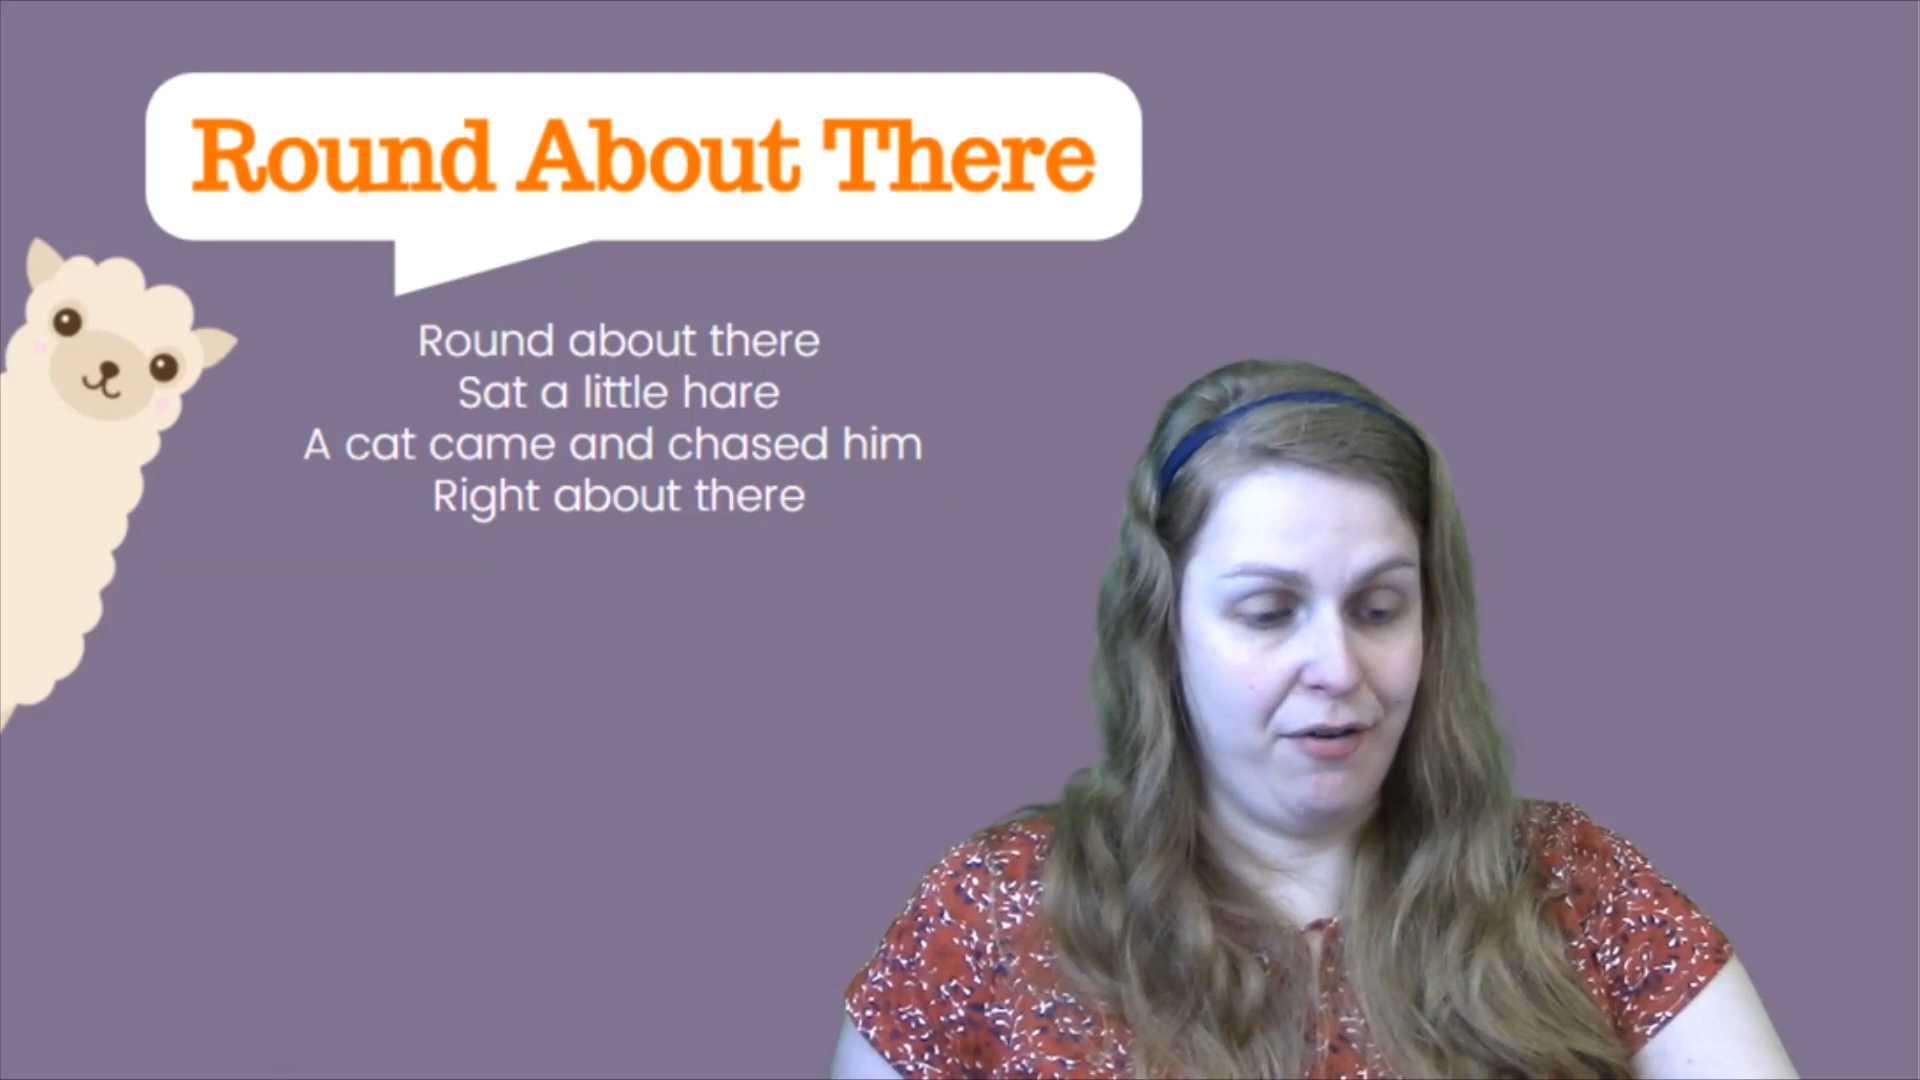 Round About There
Round about there
Sat a little hare
A cat came and chased him
Right about there